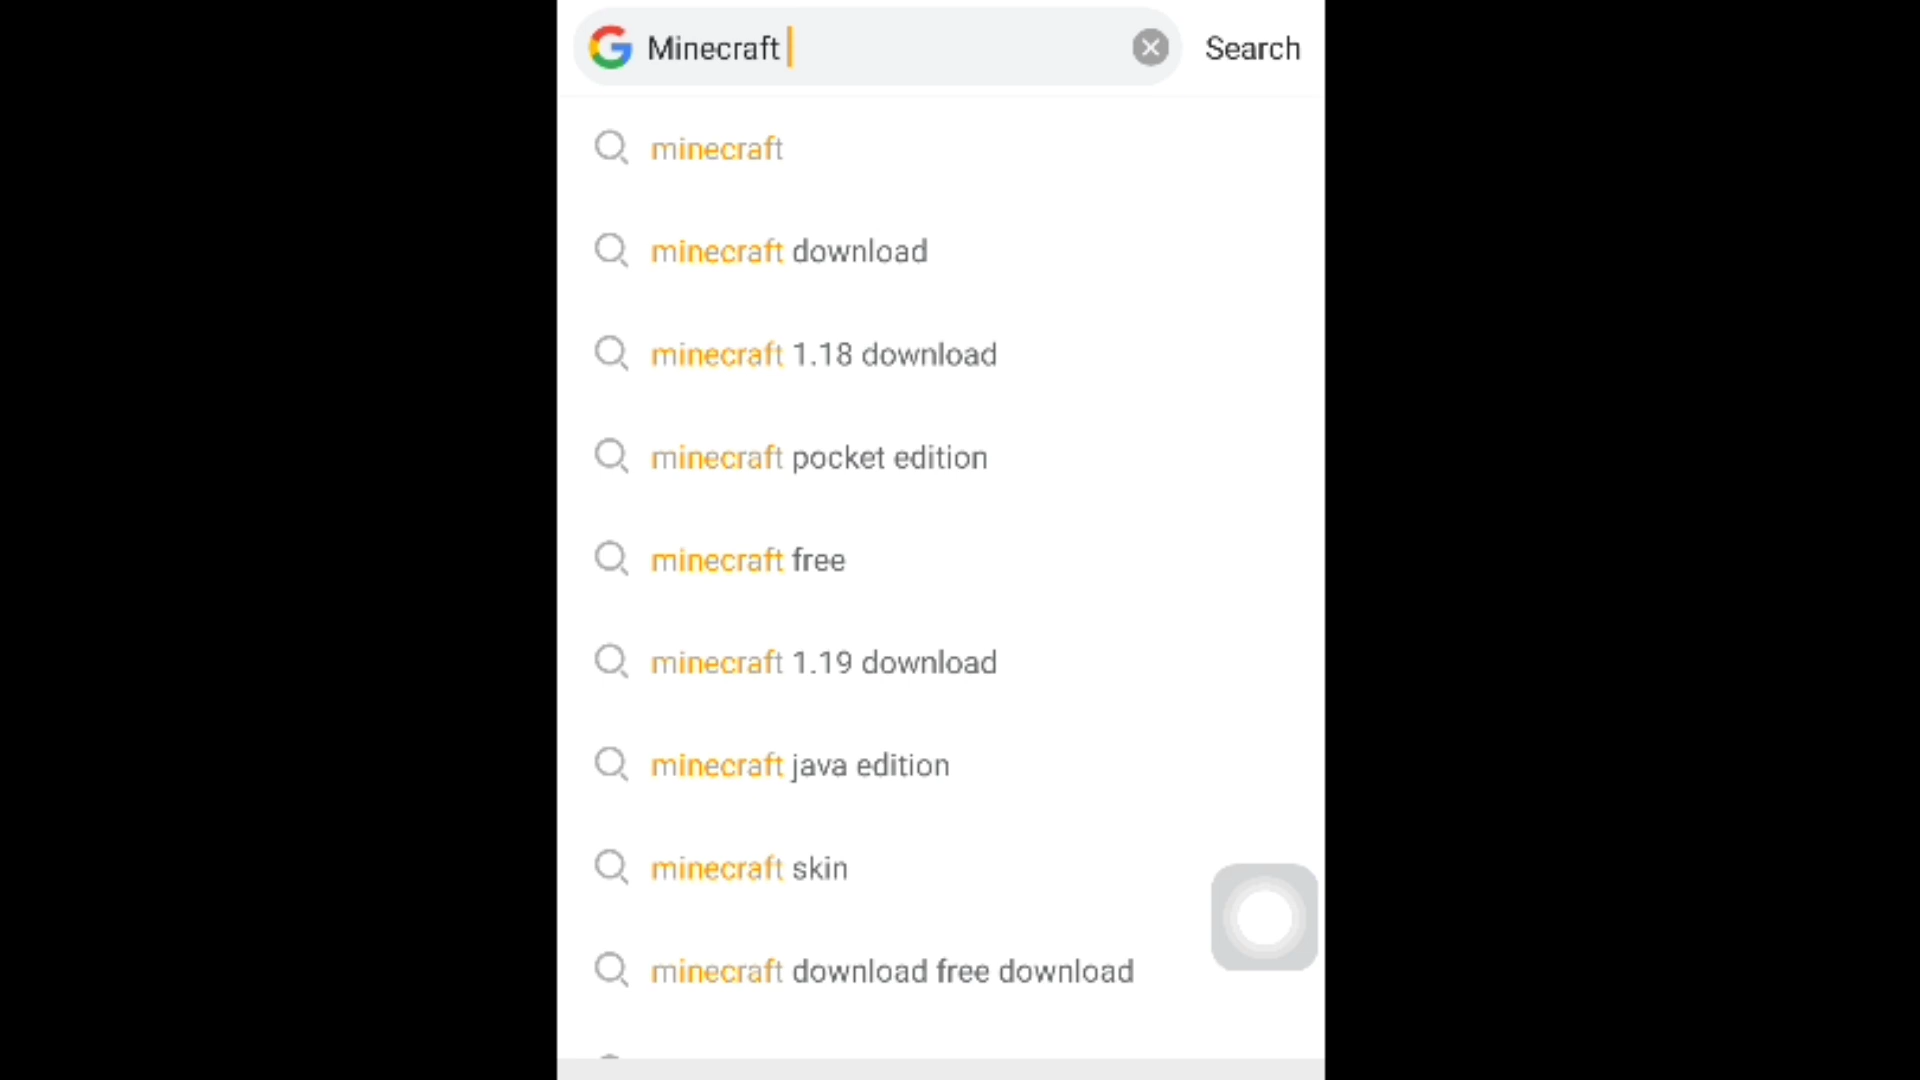 Minecraft
Search
minecraft
minecraft download
minecraft 1.18 download
minecraft pocket edition
minecraft free
minecraft 1.19 download
minecraft java edition
minecraft skin
minecraft download free download